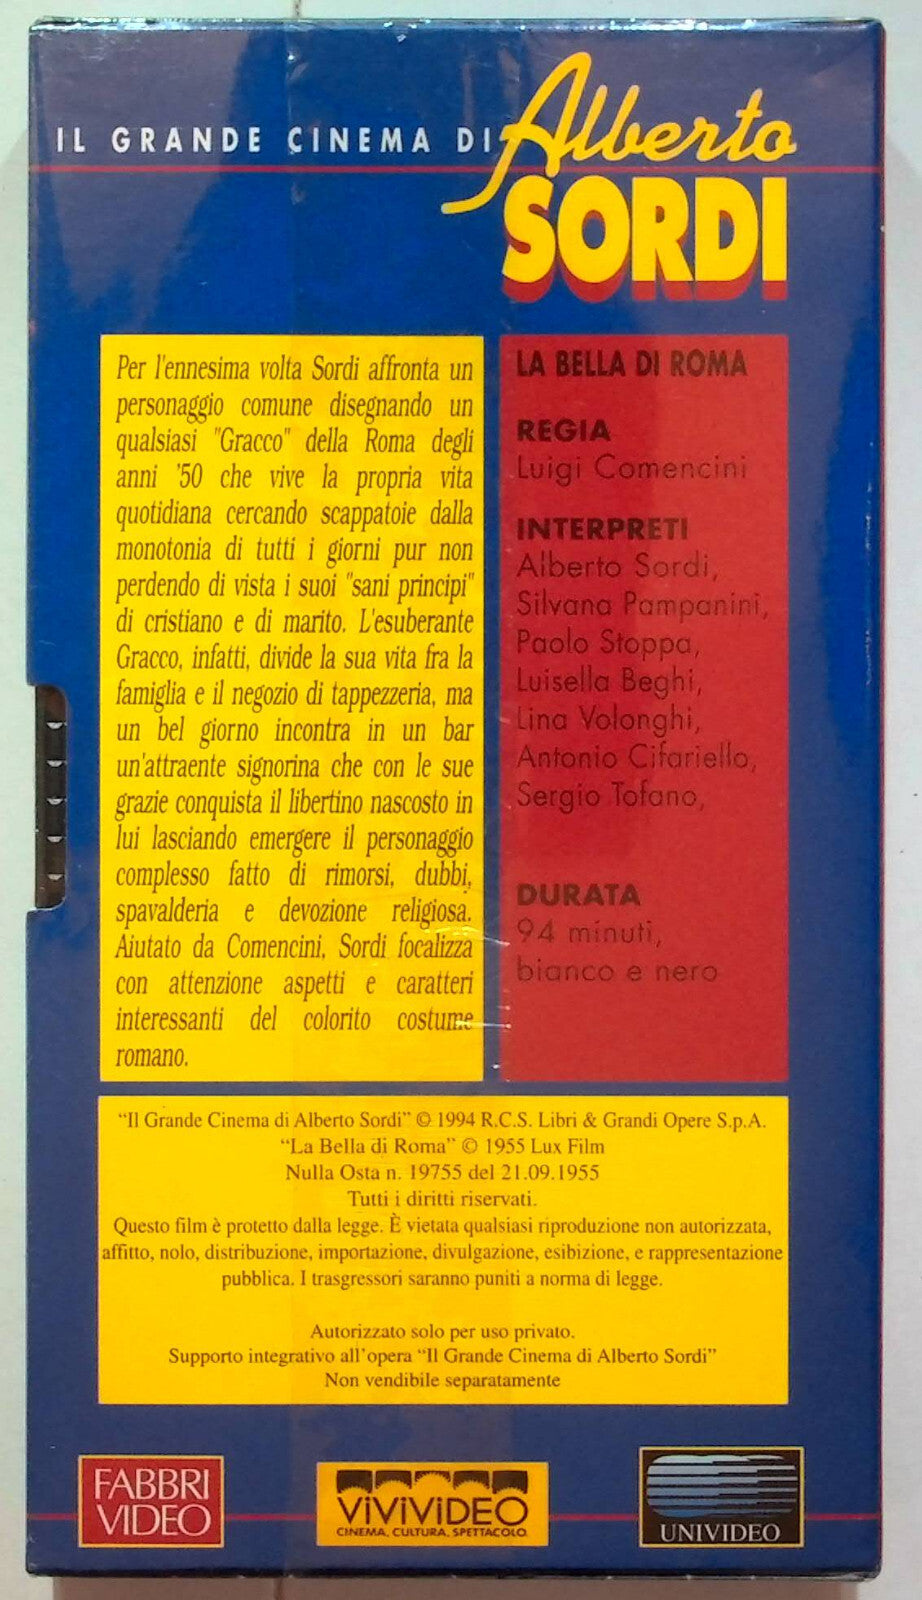 IL GRANDE CINEMA DI Alberto
SORDI
Per l'ennesima volta Sordi affronta un
personaggio comune disegnando un
qualsiasi "Gracco" della Roma degli
anni '50 che vive la propria vita
quotidiana cercando scappatoie dalla
monotonia di tutti i giorni pur non
perdendo di vista i suoi "sani principi"
di cristiano e di marito. L'esuberante
Gracco, infatti, divide la sua vita fra la
famiglia e il negozio di tappezzeria, ma
un bel giorno incontra in un bar
un'attraente signorina che con le sue
grazie conquista il libertino nascosto in
lui lasciando emergere il personaggio
complesso fatto di rimorsi, dubbi,
spavalderia e devozione religiosa.
Aiutato da Comencini, Sordi focalizza
con attenzione aspetti e caratteri
interessanti del colorito costume
romano.
LA BELLA DI ROMA
REGIA
Luigi Comencini
INTERPRETI
Alberto Sordi,
Silvana Pampanini,
Paolo Stoppa,
Luisella Beghi,
Lina Volonghi,
Antonio Cifariello,
Sergio Tofano,
DURATA
94 minuti,
bianco e nero
"Il Grande Cinema di Alberto Sordi" © 1994 R.C.S. Libri & Grandi Opere S.p.A.
"La Bella di Roma" © 1955 Lux Film
Nulla Osta n. 19755 del 21.09.1955
Tutti i diritti riservati.
Questo film è protetto dalla legge. È vietata qualsiasi riproduzione non autorizzata,
affitto, nolo, distribuzione, importazione, divulgazione, esibizione, e rappresentazione
pubblica. I trasgressori saranno puniti a norma di legge.
Autorizzato solo per uso privato.
Supporto integrativo all'opera "Il Grande Cinema di Alberto Sordi"
Non vendibile separatamente
FABBRI
VIDEO
ViViViDEO
CINEMA, CULTURA, SPETTACOLO.
UNIVIDEO